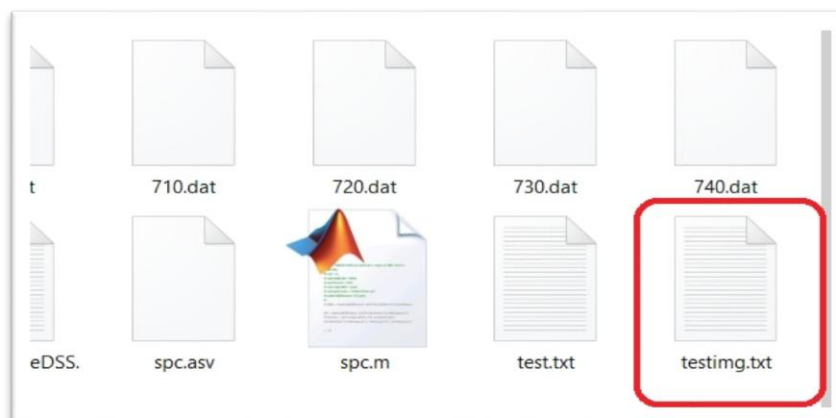 t
710.dat
720.dat
730.dat
740.dat
eDSS.
spc.asv
spc.m
test.txt
testimg.txt